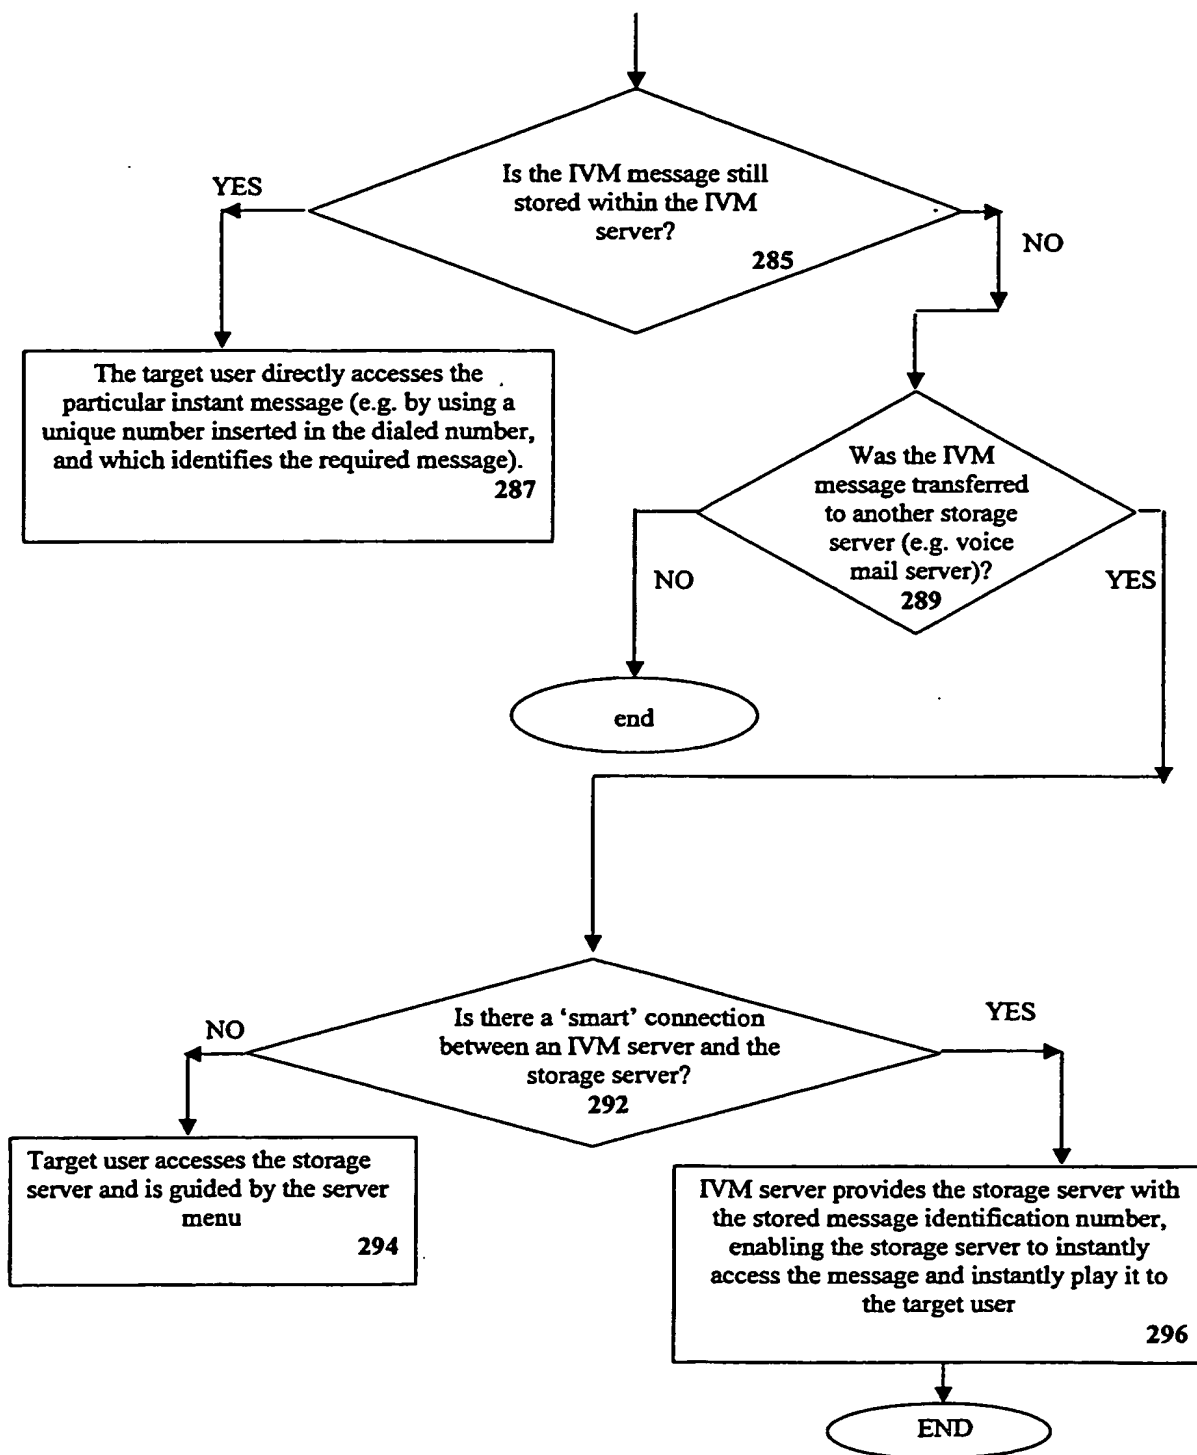 Is the IVM message still
stored within the IVM
server?
285
YES
NO
The target user directly accesses the
particular instant message (e.g. by using a
unique number inserted in the dialed number,
and which identifies the required message).
287
Was the IVM
message transferred
to another storage
server (e.g. voice
mail server)?
289
NO
YES
end
Is there a ‘smart’ connection
between an IVM server and the
storage server?
292
NO
YES
Target user accesses the storage
server and is guided by the server
menu
294
IVM server provides the storage server with
the stored message identification number,
enabling the storage server to instantly
access the message and instantly play it to
the target user
296
END